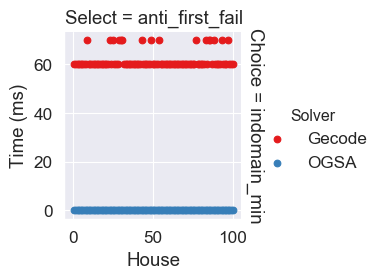 Select = anti_first_fail
Choice = indomain_min
Time (ms)
60
40
20
0
0 50 100
House
Solver
Gecode
OGSA